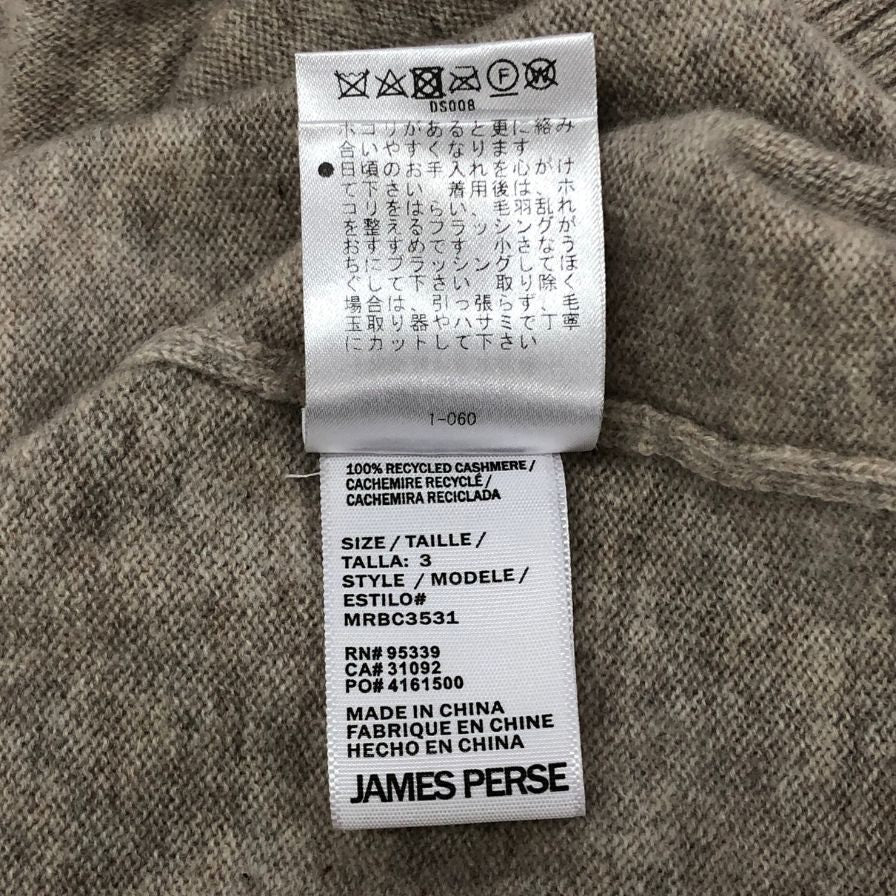 F
W
DS008
ホコリがあると更に絡み
合いやすくなります
●日頃のお手入れを心がけ
て下さい 着用後は、ホ
コリをはらい、毛羽乱れ
を整えるブラッシングが
おすすめです 小さなう
ちにブラッシングしてほ
ぐして下さい 取り除く
場合は、引っ張らず、毛
玉取り器やハサミで丁寧
にカットして下さい
1-060
100% RECYCLED CASHMERE /
CACHEMIRE RECYCLÉ /
CACHEMIRA RECICLADA
SIZE / TAILLE /
TALLA: 3
STYLE / MODELE /
ESTILO#
MRBC3531
RN# 95339
CA# 31092
PO# 4161500
MADE IN CHINA
FABRIQUE EN CHINE
HECHO EN CHINA
JAMES PERSE